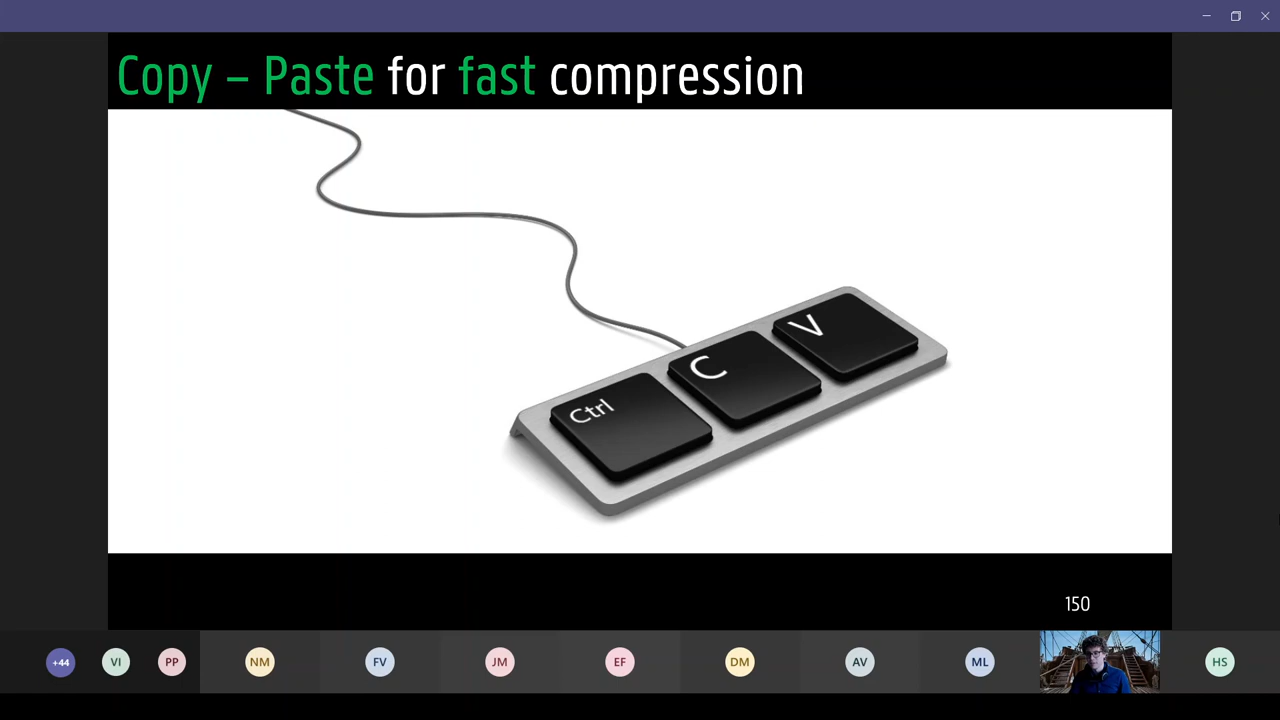 Copy – Paste for fast compression
V
C
Ctrl
150
+44
VI
PP
NM
FV
JM
EF
DM
AV
ML
HS